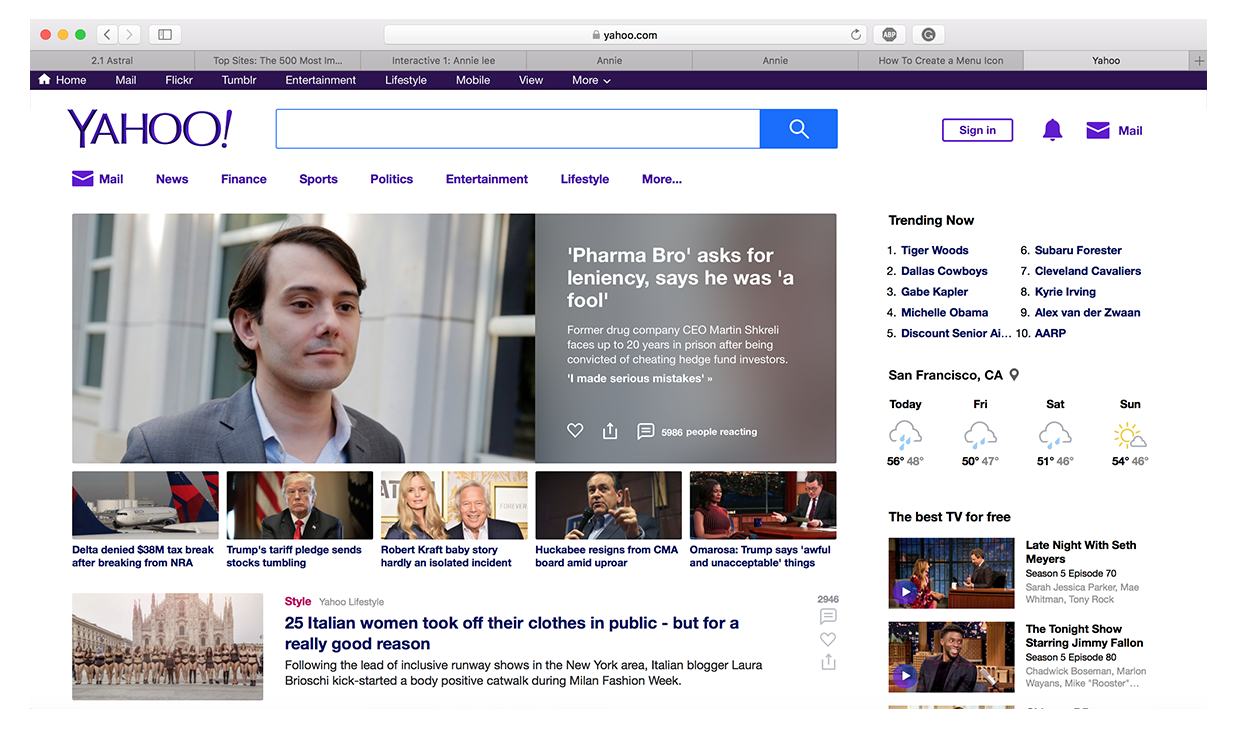 yahoo.com
ABP
2.1 Astral
Top Sites: The 500 Most Im...
Interactive 1: Annie lee
Annie
Annie
How To Create a Menu Icon
Yahoo
Home Mail Flickr Tumblr Entertainment Lifestyle Mobile View More
YAHOO!
Sign in
Mail
Mail News Finance Sports Politics Entertainment Lifestyle More...
'Pharma Bro' asks for
leniency, says he was 'a
fool'
Former drug company CEO Martin Shkreli
faces up to 20 years in prison after being
convicted of cheating hedge fund investors.
'I made serious mistakes' »
5986 people reacting
Delta denied $38M tax break
after breaking from NRA
Trump's tariff pledge sends
stocks tumbling
Robert Kraft baby story
hardly an isolated incident
Huckabee resigns from CMA
board amid uproar
Omarosa: Trump says 'awful
and unacceptable' things
Style Yahoo Lifestyle
25 Italian women took off their clothes in public - but for a
really good reason
Following the lead of inclusive runway shows in the New York area, Italian blogger Laura
Brioschi kick-started a body positive catwalk during Milan Fashion Week.
2946
Trending Now
1. Tiger Woods
2. Dallas Cowboys
3. Gabe Kapler
4. Michelle Obama
5. Discount Senior Ai...
6. Subaru Forester
7. Cleveland Cavaliers
8. Kyrie Irving
9. Alex van der Zwaan
10. AARP
San Francisco, CA
Today Fri Sat Sun
56° 48° 50° 47° 51° 46° 54° 46°
The best TV for free
Late Night With Seth
Meyers
Season 5 Episode 70
Sarah Jessica Parker, Mae
Whitman, Tony Rock
The Tonight Show
Starring Jimmy Fallon
Season 5 Episode 80
Chadwick Boseman, Marlon
Wayans, Mike "Rooster"...